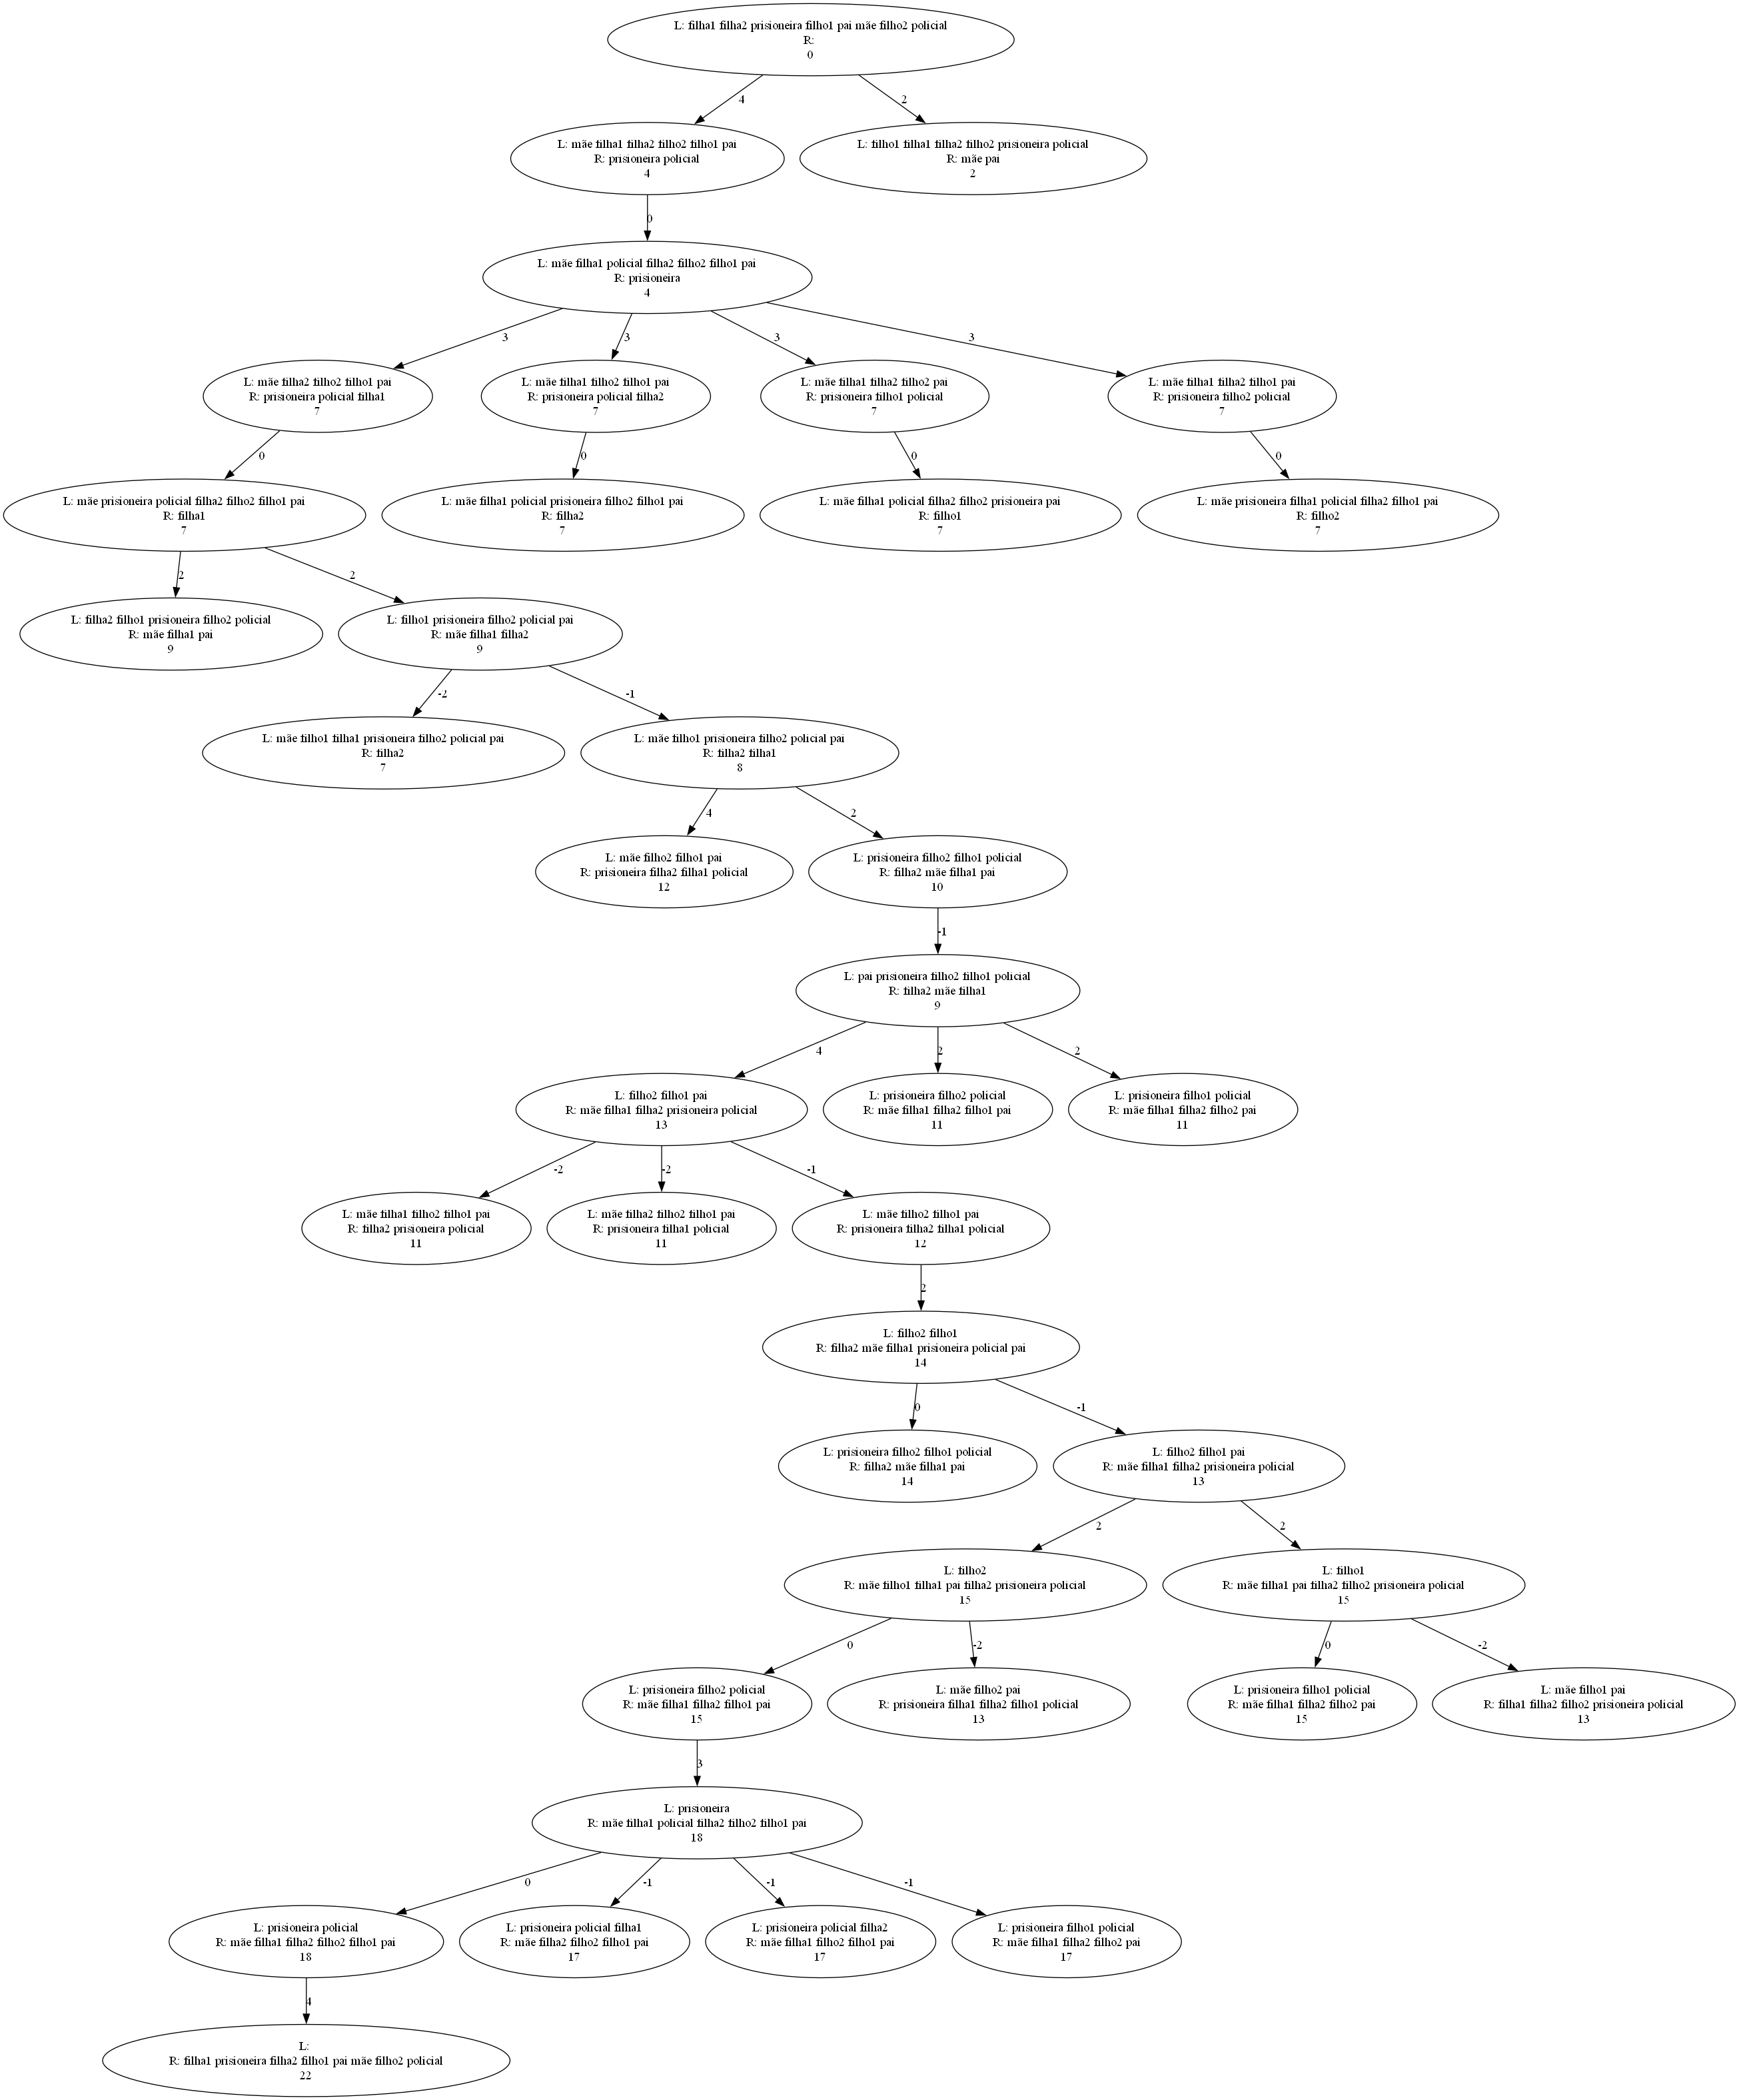 L: filha1 filha2 prisioneira filho1 pai mãe filho2 policial
R:
0
4
2
L: mãe filha1 filha2 filho2 filho1 pai
R: prisioneira policial
4
L: filho1 filha1 filha2 filho2 prisioneira policial
R: mãe pai
2
0
L: mãe filha1 policial filha2 filho2 filho1 pai
R: prisioneira
4
3
3
3
3
L: mãe filha2 filho2 filho1 pai
R: prisioneira policial filha1
7
L: mãe filha1 filho2 filho1 pai
R: prisioneira policial filha2
7
L: mãe filha1 filha2 filho2 pai
R: prisioneira filho1 policial
7
L: mãe filha1 filha2 filho1 pai
R: prisioneira filho2 policial
7
0
0
0
0
L: mãe prisioneira policial filha2 filho2 filho1 pai
R: filha1
7
L: mãe filha1 policial prisioneira filho2 filho1 pai
R: filha2
7
L: mãe filha1 policial filha2 filho2 prisioneira pai
R: filho1
7
L: mãe prisioneira filha1 policial filha2 filho1 pai
R: filho2
7
2
2
L: filha2 filho1 prisioneira filho2 policial
R: mãe filha1 pai
9
L: filho1 prisioneira filho2 policial pai
R: mãe filha1 filha2
9
-2
-1
L: mãe filho1 filha1 prisioneira filho2 policial pai
R: filha2
7
L: mãe filho1 prisioneira filho2 policial pai
R: filha2 filha1
8
4
2
L: mãe filho2 filho1 pai
R: prisioneira filha2 filha1 policial
12
L: prisioneira filho2 filho1 policial
R: filha2 mãe filha1 pai
10
-1
L: pai prisioneira filho2 filho1 policial
R: filha2 mãe filha1
9
4
2
2
L: filho2 filho1 pai
R: mãe filha1 filha2 prisioneira policial
13
L: prisioneira filho2 policial
R: mãe filha1 filha2 filho1 pai
11
L: prisioneira filho1 policial
R: mãe filha1 filha2 filho2 pai
11
-2
-2
-1
L: mãe filha1 filho2 filho1 pai
R: filha2 prisioneira policial
11
L: mãe filha2 filho2 filho1 pai
R: prisioneira filha1 policial
11
L: mãe filho2 filho1 pai
R: prisioneira filha2 filha1 policial
12
2
L: filho2 filho1
R: filha2 mãe filha1 prisioneira policial pai
14
0
-1
L: prisioneira filho2 filho1 policial
R: filha2 mãe filha1 pai
14
L: filho2 filho1 pai
R: mãe filha1 filha2 prisioneira policial
13
2
2
L: filho2
R: mãe filho1 filha1 pai filha2 prisioneira policial
15
L: filho1
R: mãe filha1 pai filha2 filho2 prisioneira policial
15
0
-2
0
-2
L: prisioneira filho2 policial
R: mãe filha1 filha2 filho1 pai
15
L: mãe filho2 pai
R: prisioneira filha1 filha2 filho1 policial
13
L: prisioneira filho1 policial
R: mãe filha1 filha2 filho2 pai
15
L: mãe filho1 pai
R: filha1 filha2 filho2 prisioneira policial
13
3
L: prisioneira
R: mãe filha1 policial filha2 filho2 filho1 pai
18
0
-1
-1
-1
L: prisioneira policial
R: mãe filha1 filha2 filho2 filho1 pai
18
L: prisioneira policial filha1
R: mãe filha2 filho2 filho1 pai
17
L: prisioneira policial filha2
R: mãe filha1 filho2 filho1 pai
17
L: prisioneira filho1 policial
R: mãe filha1 filha2 filho2 pai
17
4
L:
R: filha1 prisioneira filha2 filho1 pai mãe filho2 policial
22